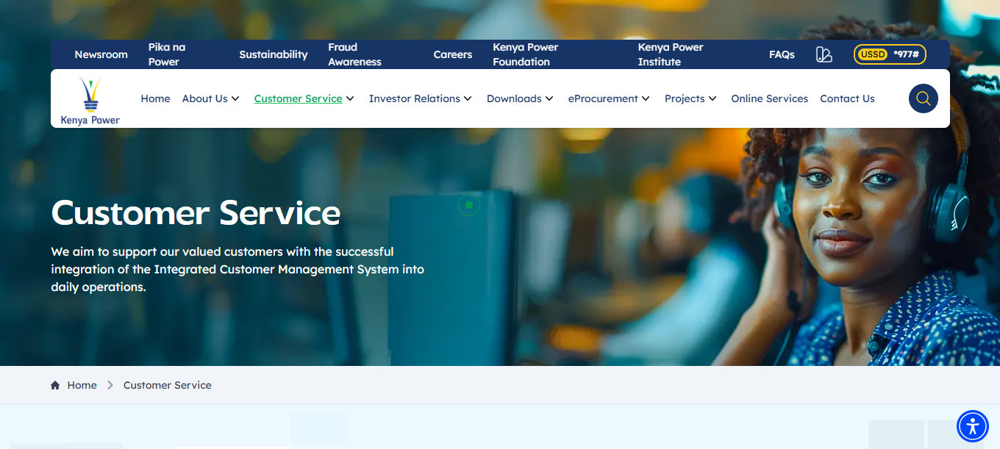 Newsroom
Pika na
Power
Sustainability
Fraud
Awareness
Careers
Kenya Power
Foundation
Kenya Power
Institute
FAQs
USSD *977#
Kenya Power
Home
About Us
Customer Service
Investor Relations
Downloads
eProcurement
Projects
Online Services
Contact Us
Customer Service
We aim to support our valued customers with the successful
integration of the Integrated Customer Management System into
daily operations.
Home
Customer Service